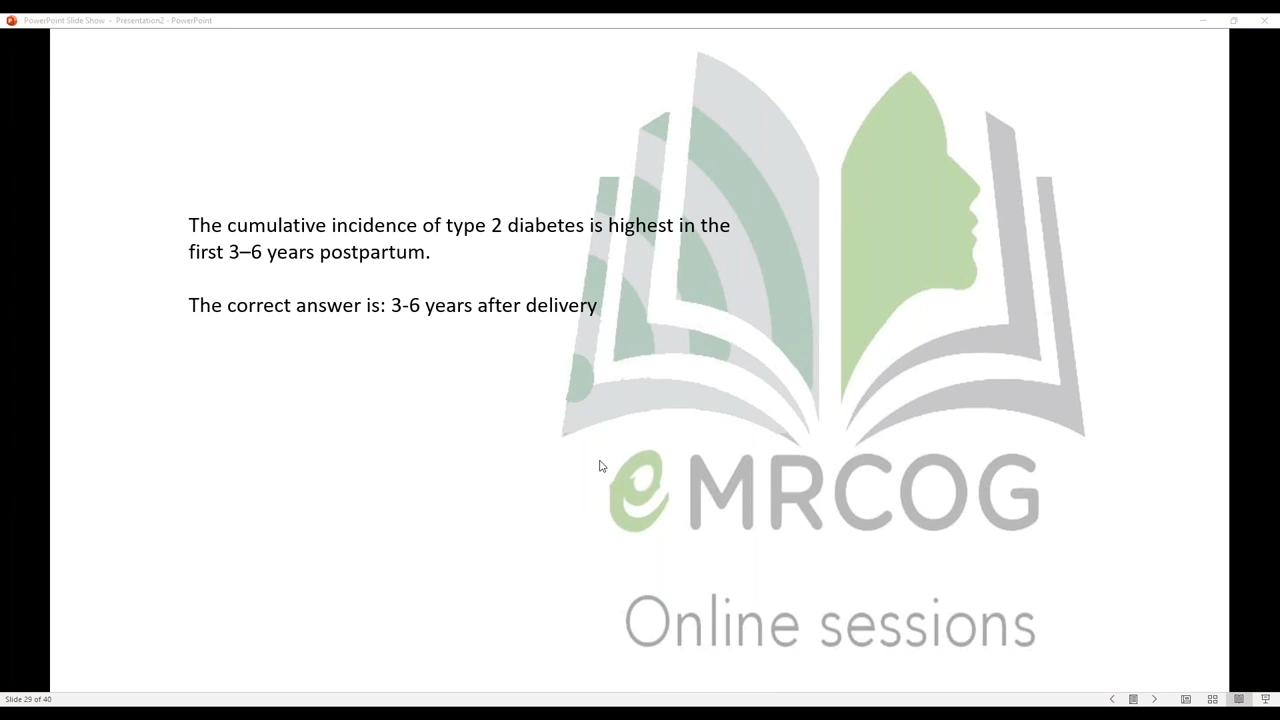 PowerPoint Slide Show - Presentation2 - PowerPoint
The cumulative incidence of type 2 diabetes is highest in the
first 3–6 years postpartum.
The correct answer is: 3-6 years after delivery
eMRCOG
Online sessions
Slide 29 of 40